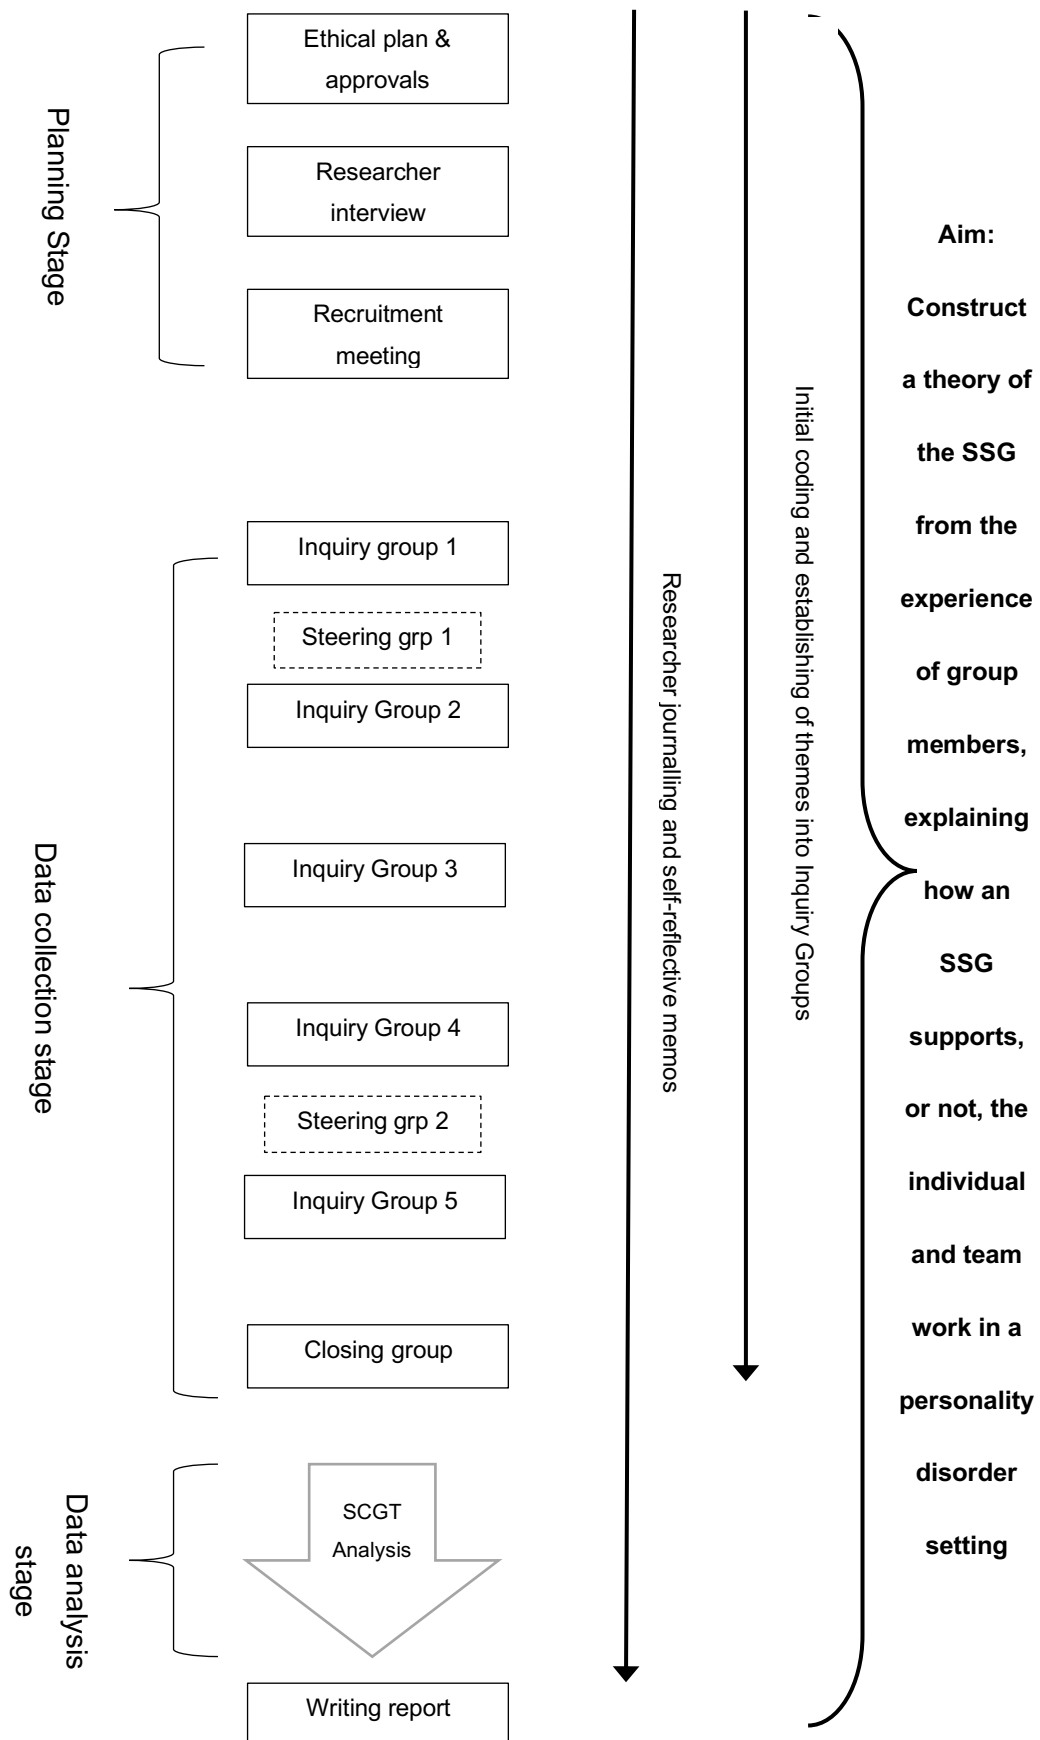 Planning Stage
Ethical plan &
approvals
Researcher
interview
Recruitment
meeting
Data collection stage
Inquiry group 1
Steering grp 1
Inquiry Group 2
Inquiry Group 3
Inquiry Group 4
Steering grp 2
Inquiry Group 5
Closing group
Data analysis
stage
SCGT
Analysis
Writing report
Researcher journalling and self-reflective memos
Initial coding and establishing of themes into Inquiry Groups
Aim:
Construct
a theory of
the SSG
from the
experience
of group
members,
explaining
how an
SSG
supports,
or not, the
individual
and team
work in a
personality
disorder
setting